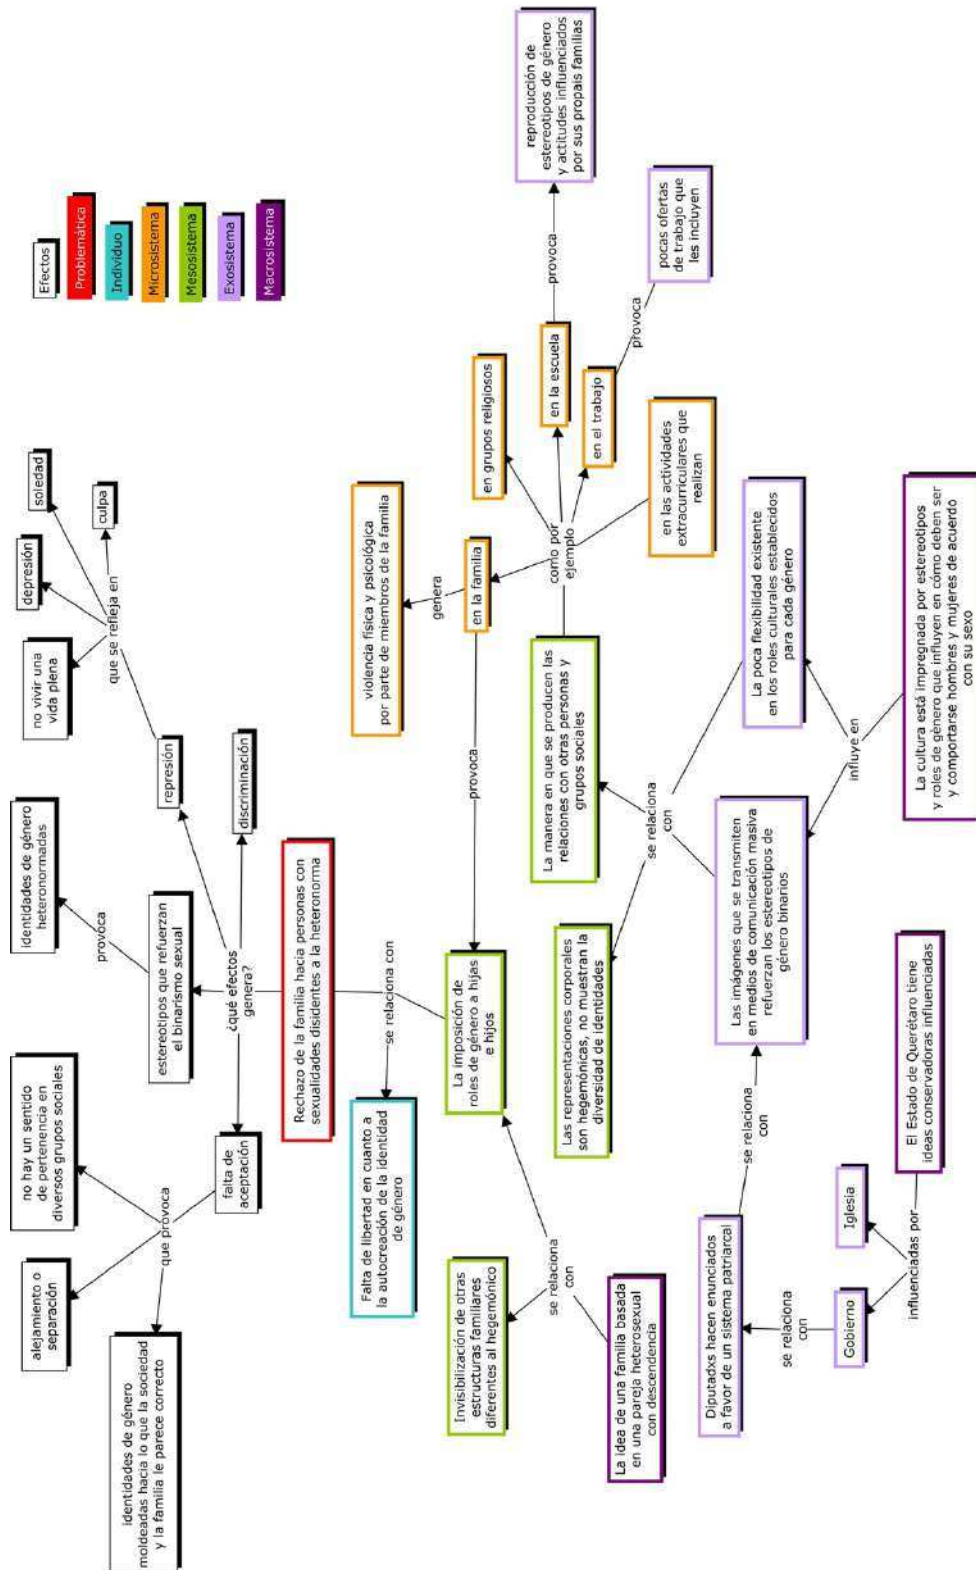 identidades de género
moldeadas hacia lo que la sociedad
y la familia le parece correcto
alejamiento o
separación
no hay un sentido
de pertenencia en
diversos grupos sociales
que provoca
falta de
aceptación
identidades de género
heteronormadas
provoca
estereotipos que refuerzan
el binarismo sexual
¿qué efectos
genera?
no vivir una
vida plena
depresión
soledad
culpa
que se refleja en
represión
discriminación
Efectos
Problemática
Individuo
Microsistema
Mesosistema
Exosistema
Macrosistema
Rechazo de la familia hacia personas con
sexualidades disidentes a la heteronorma
Falta de libertad en cuanto a
la autocreación de la identidad
de género
se relaciona con
La imposición de
roles de género a hijas
e hijos
provoca
violencia física y psicológica
por parte de miembros de la familia
genera
en la familia
en grupos religiosos
en la escuela
provoca
reproducción de
estereotipos de género
y actitudes influenciados
por sus propais familias
en el trabajo
provoca
pocas ofertas
de trabajo que
les incluyen
como por
ejemplo
en las actividades
extracurriculares que
realizan
Invisibilización de otras
estructuras familiares
diferentes al hegemónico
se relaciona
con
La idea de una familia basada
en una pareja heterosexual
con descendencia
La manera en que se producen las
relaciones con otras personas y
grupos sociales
Las representaciones corporales
son hegemónicas, no muestran la
diversidad de identidades
se relaciona
con
Diputadxs hacen enunciados
a favor de un sistema patriarcal
se relaciona
con
Las imágenes que se transmiten
en medios de comunicación masiva
refuerzan los estereotipos de
género binarios
La poca flexibilidad existente
en los roles culturales establecidos
para cada género
se relaciona
con
Gobierno
Iglesia
influenciadas por
El Estado de Querétaro tiene
ideas conservadoras influenciadas
influye en
La cultura está impregnada por estereotipos
y roles de género que influyen en cómo deben ser
y comportarse hombres y mujeres de acuerdo
con su sexo